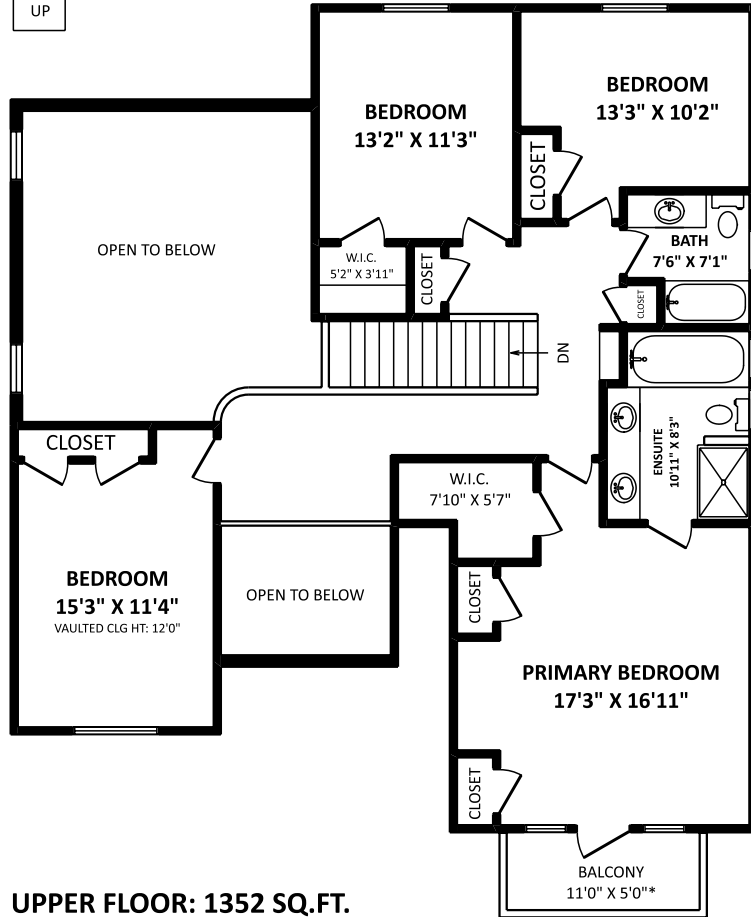 UP
BEDROOM
13'2" X 11'3"
BEDROOM
13'3" X 10'2"
CLOSET
OPEN TO BELOW
W.I.C.
5'2" X 3'11"
CLOSET
BATH
7'6" X 7'1"
CLOSET
DN
CLOSET
ENSUITE
10'11" X 8'3"
W.I.C.
7'10" X 5'7"
BEDROOM
15'3" X 11'4"
VAULTED CLG HT: 12'0"
OPEN TO BELOW
CLOSET
PRIMARY BEDROOM
17'3" X 16'11"
CLOSET
BALCONY
11'0" X 5'0"*
UPPER FLOOR: 1352 SQ.FT.